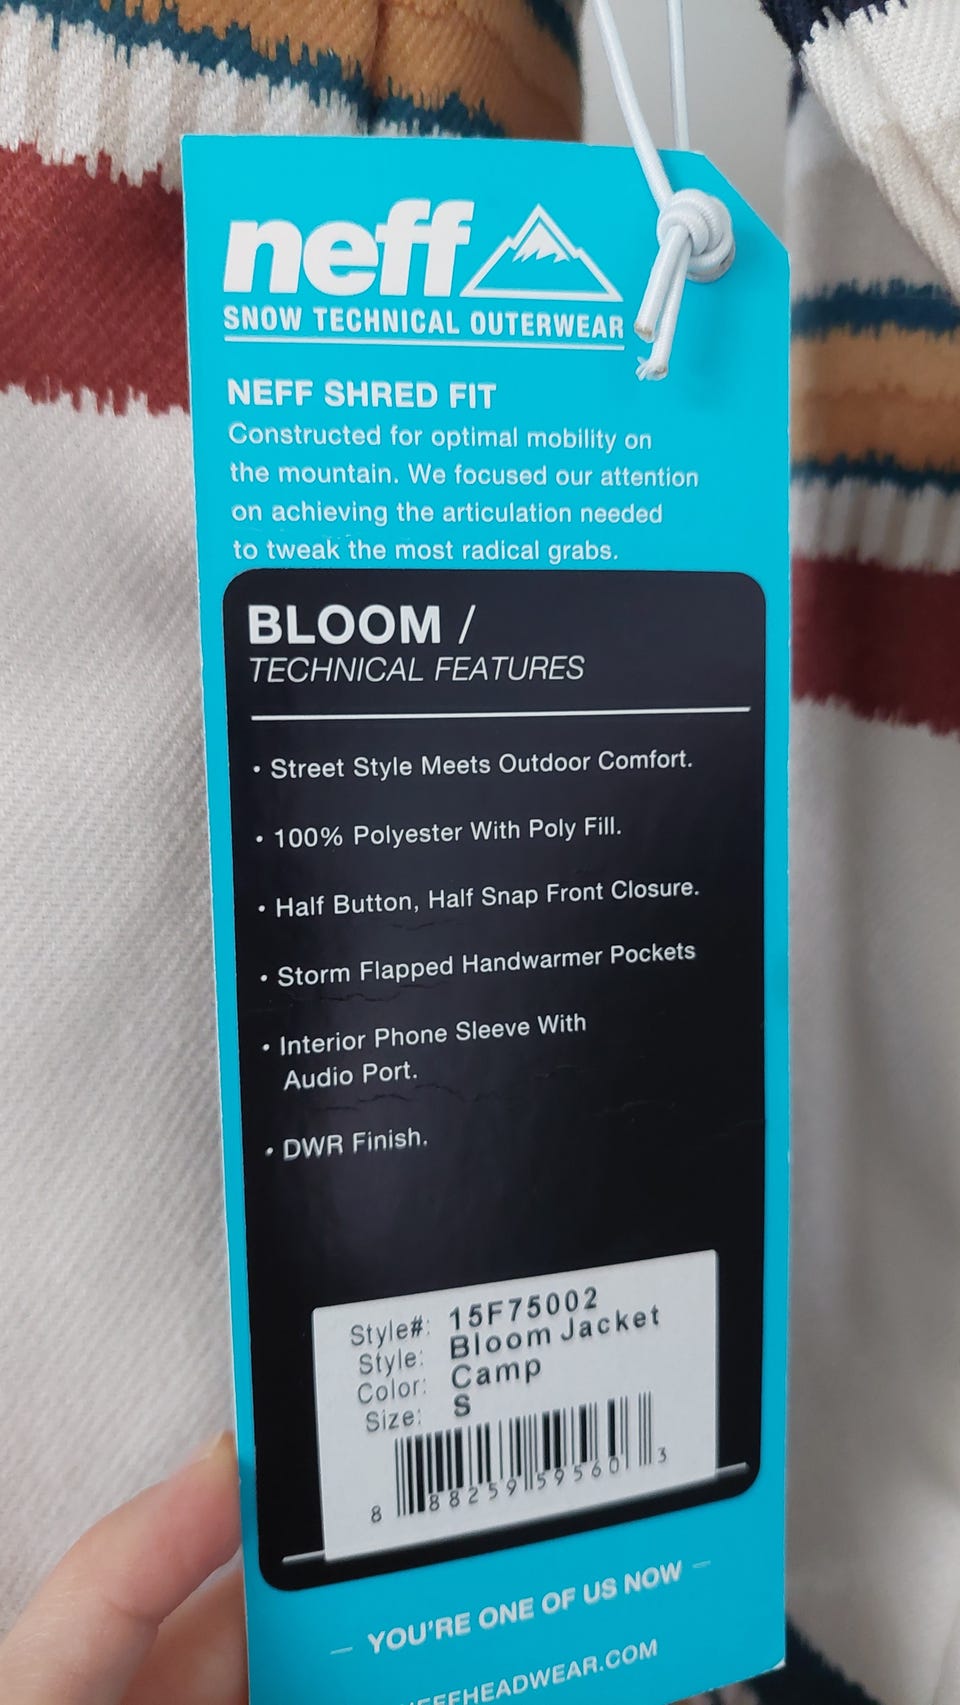 neff
SNOW TECHNICAL OUTERWEAR
NEFF SHRED FIT
Constructed for optimal mobility on
the mountain. We focused our attention
on achieving the articulation needed
to tweak the most radical grabs.
BLOOM /
TECHNICAL FEATURES
• Street Style Meets Outdoor Comfort.
• 100% Polyester With Poly Fill.
• Half Button, Half Snap Front Closure.
• Storm Flapped Handwarmer Pockets
• Interior Phone Sleeve With
Audio Port.
• DWR Finish.
Style#: 15F75002
Style: Bloom Jacket
Color: Camp
Size: S
8 88259 59560 3
— YOU'RE ONE OF US NOW —
NEFFHEADWEAR.COM